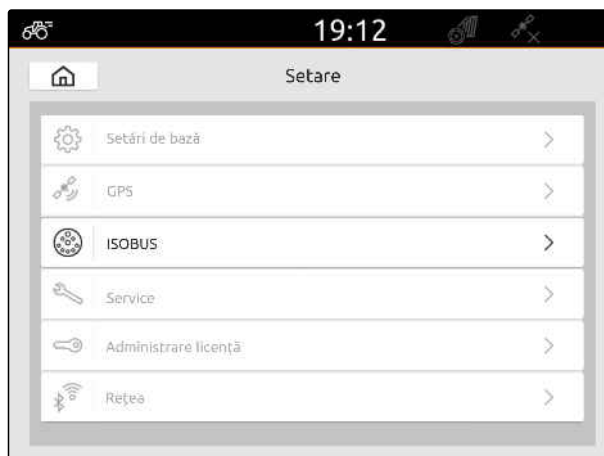 19:12
Setare
Setări de bază
GPS
ISOBUS
Service
Administrare licență
Rețea